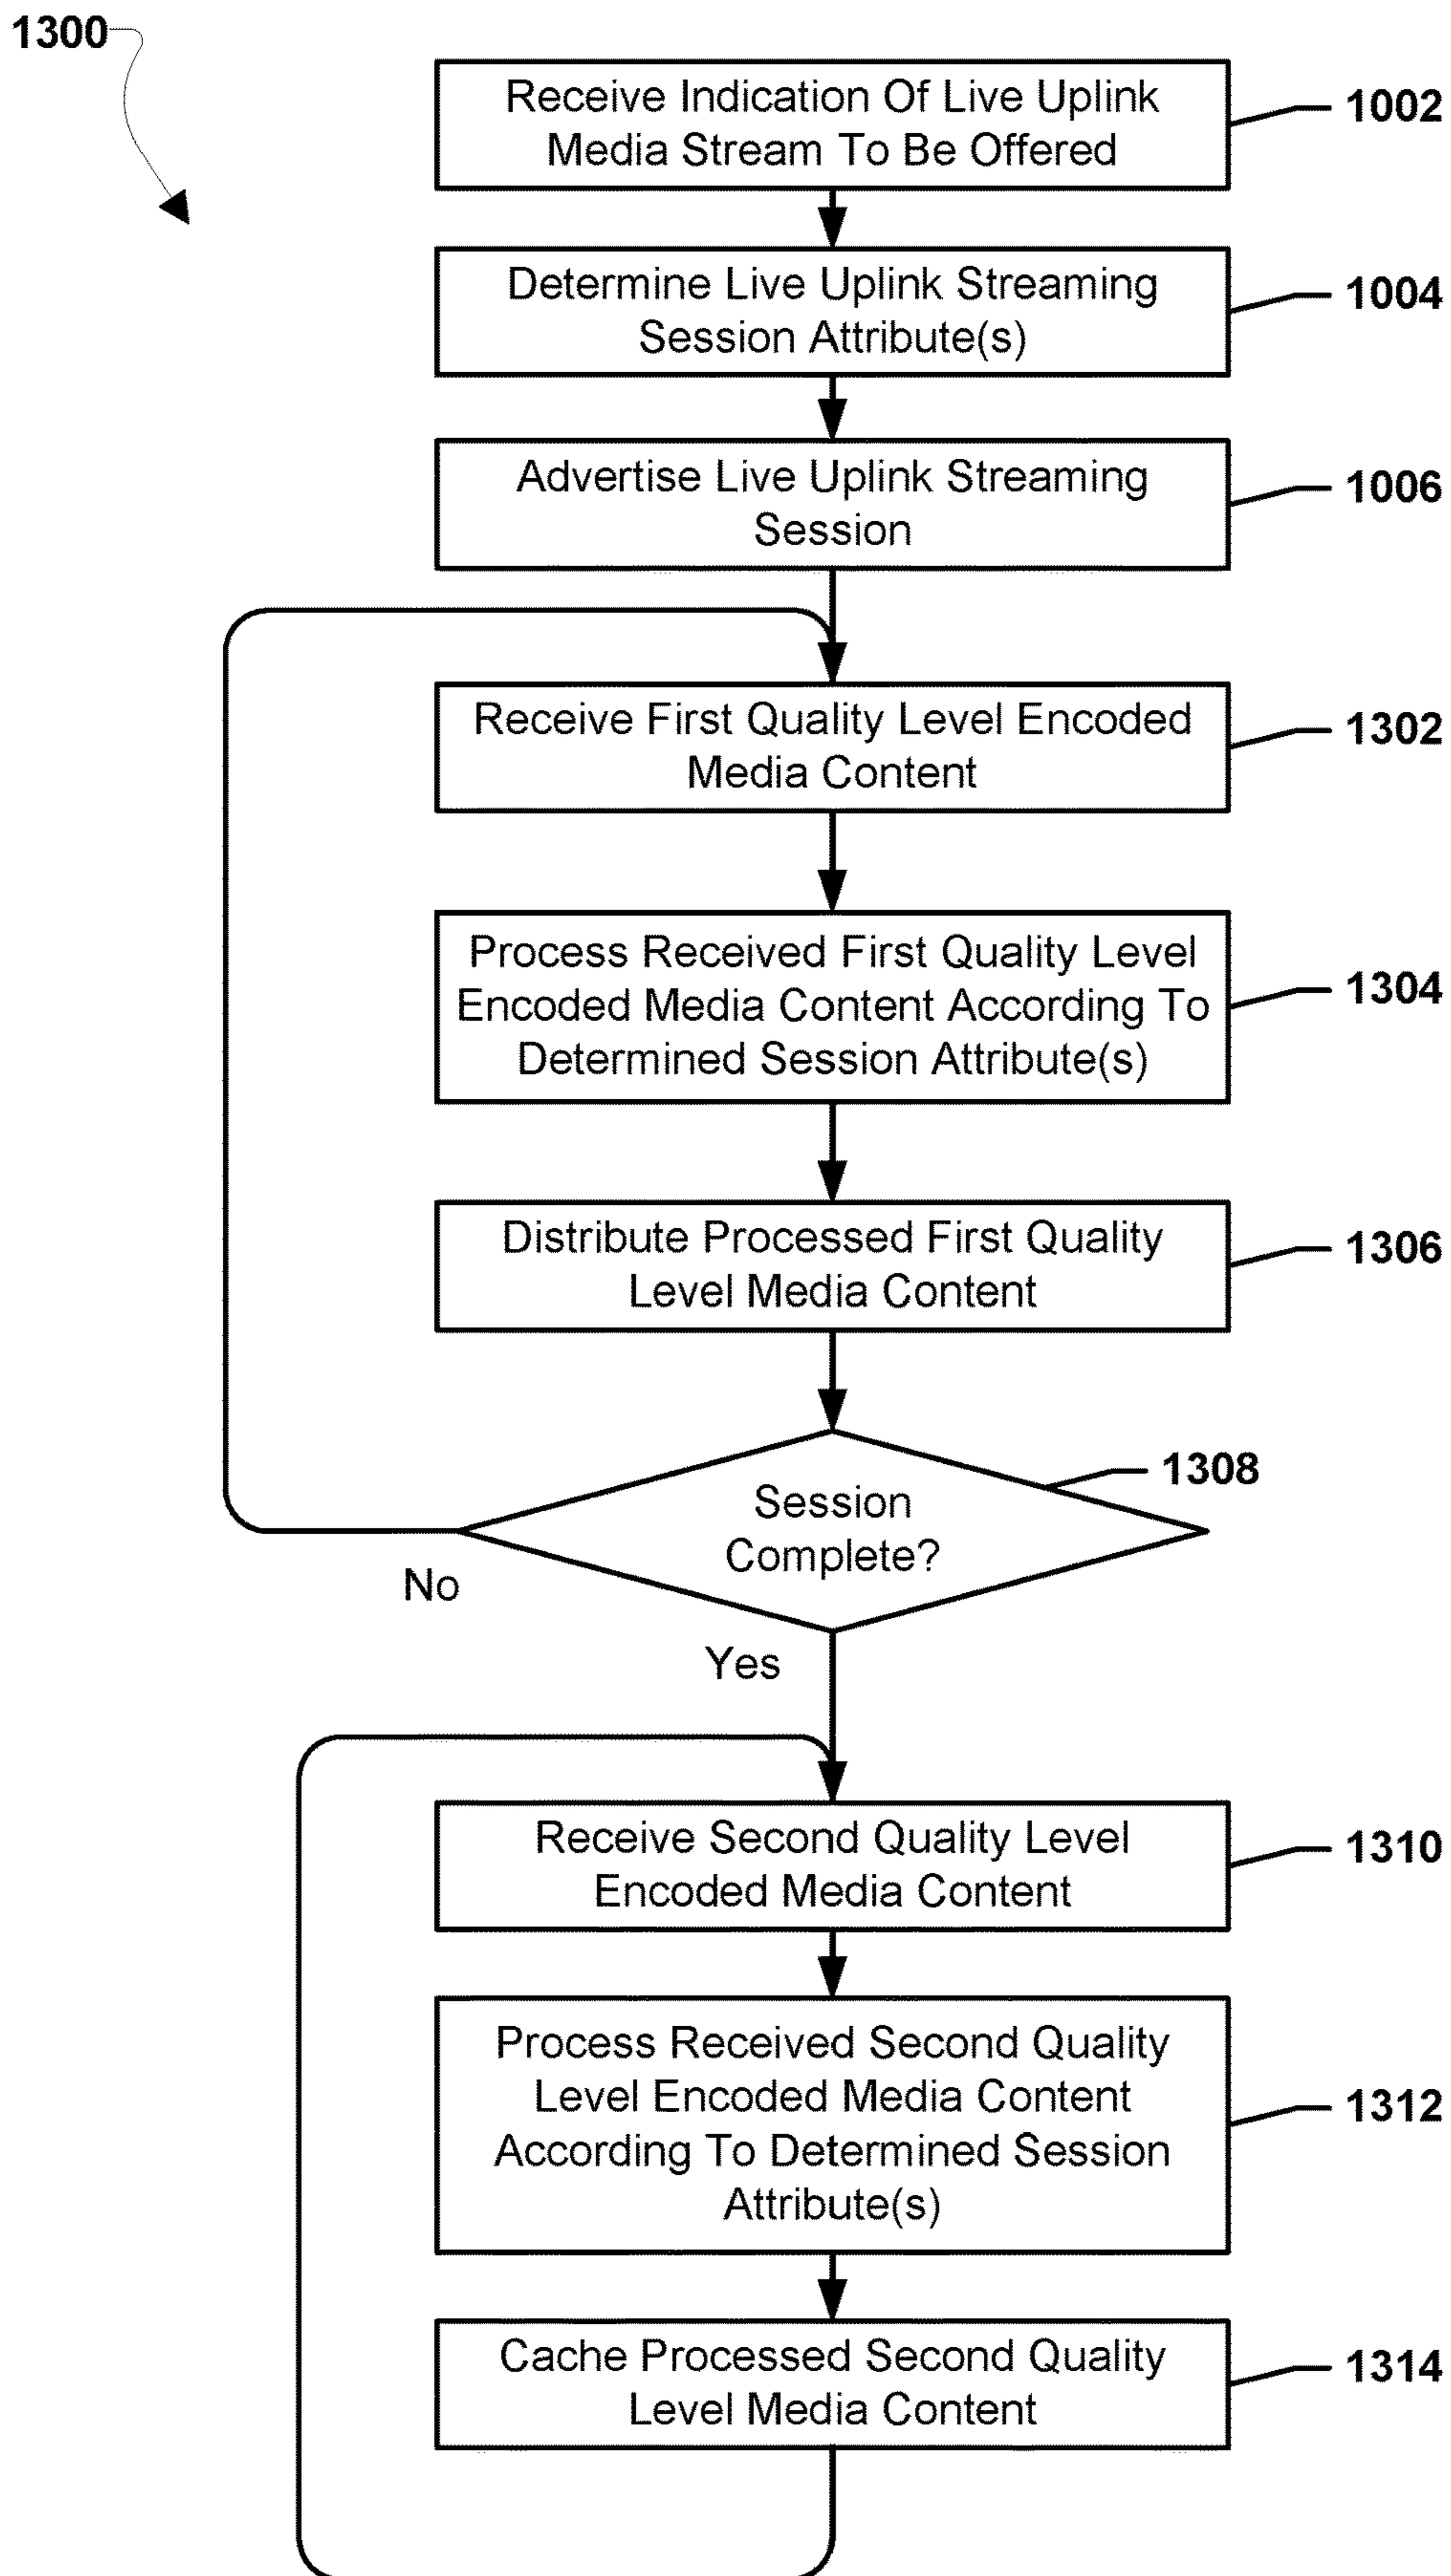 1300
Receive Indication Of Live Uplink
Media Stream To Be Offered
1002
Determine Live Uplink Streaming
Session Attribute(s)
1004
Advertise Live Uplink Streaming
Session
1006
Receive First Quality Level Encoded
Media Content
1302
Process Received First Quality Level
Encoded Media Content According To
Determined Session Attribute(s)
1304
Distribute Processed First Quality
Level Media Content
1306
Session
Complete?
1308
No
Yes
Receive Second Quality Level
Encoded Media Content
1310
Process Received Second Quality
Level Encoded Media Content
According To Determined Session
Attribute(s)
1312
Cache Processed Second Quality
Level Media Content
1314